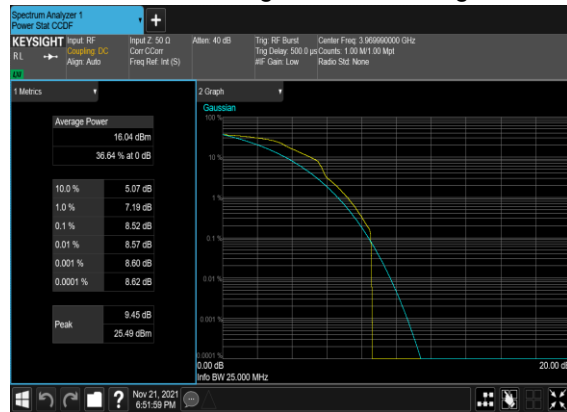 Spectrum Analyzer 1
Power Stat CCDF
+
KEYSIGHT
Input: RF
Coupling: DC
Align: Auto
R L
Input Z: 50 Ω
Corr CCorr
Freq Ref: Int (S)
Atten: 40 dB
Trig: RF Burst
Trig Delay: 500.0 µs
#IF Gain: Low
Center Freq: 3.969990000 GHz
Counts: 1.00 M/1.00 Mpt
Radio Std: None
1 Metrics
Average Power
16.04 dBm
36.64 % at 0 dB
10.0 % 5.07 dB
1.0 % 7.19 dB
0.1 % 8.52 dB
0.01 % 8.57 dB
0.001 % 8.60 dB
0.0001 % 8.62 dB
Peak
9.45 dB
25.49 dBm
2 Graph
Gaussian
100 %
10 %
1 %
0.1 %
0.01 %
0.001 %
0.0001 %
0.00 dB
20.00 dB
Info BW 25.000 MHz
?
Nov 21, 2021
6:51:59 PM